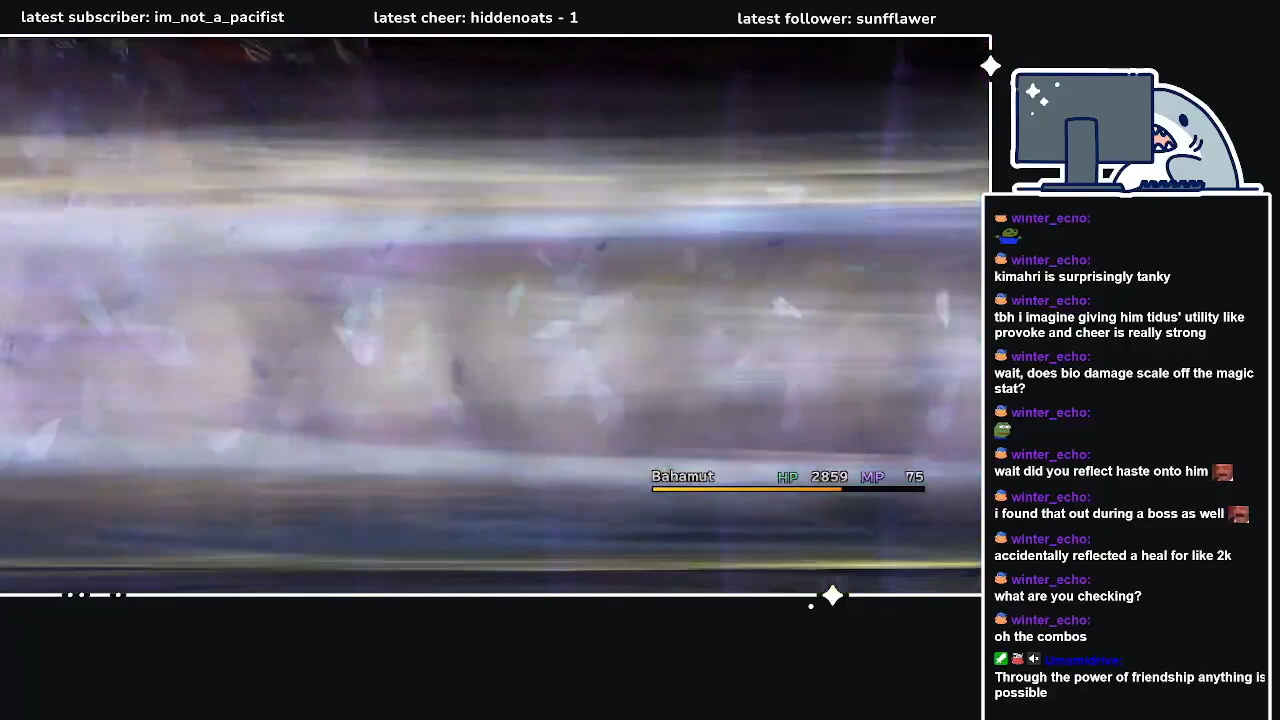 latest subscriber: im_not_a_pacifist
latest cheer: hiddenoats - 1
latest follower: sunfflawer
winter_echo:
winter_echo:
kimahri is surprisingly tanky
winter_echo:
tbh i imagine giving him tidus' utility like
provoke and cheer is really strong
winter_echo:
wait, does bio damage scale off the magic
stat?
winter_echo:
winter_echo:
wait did you reflect haste onto him
winter_echo:
i found that out during a boss as well
winter_echo:
accidentally reflected a heal for like 2k
winter_echo:
what are you checking?
winter_echo:
oh the combos
Umamidrive:
Through the power of friendship anything is
possible
Bahamut HP 2859 MP 75